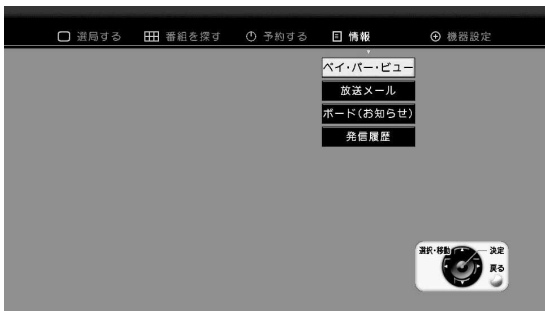 選局する 番組を探す 予約する 情報 機器設定
ペイ・パー・ビュー
放送メール
ボード(お知らせ)
発信履歴
選択・移動 決定
戻る